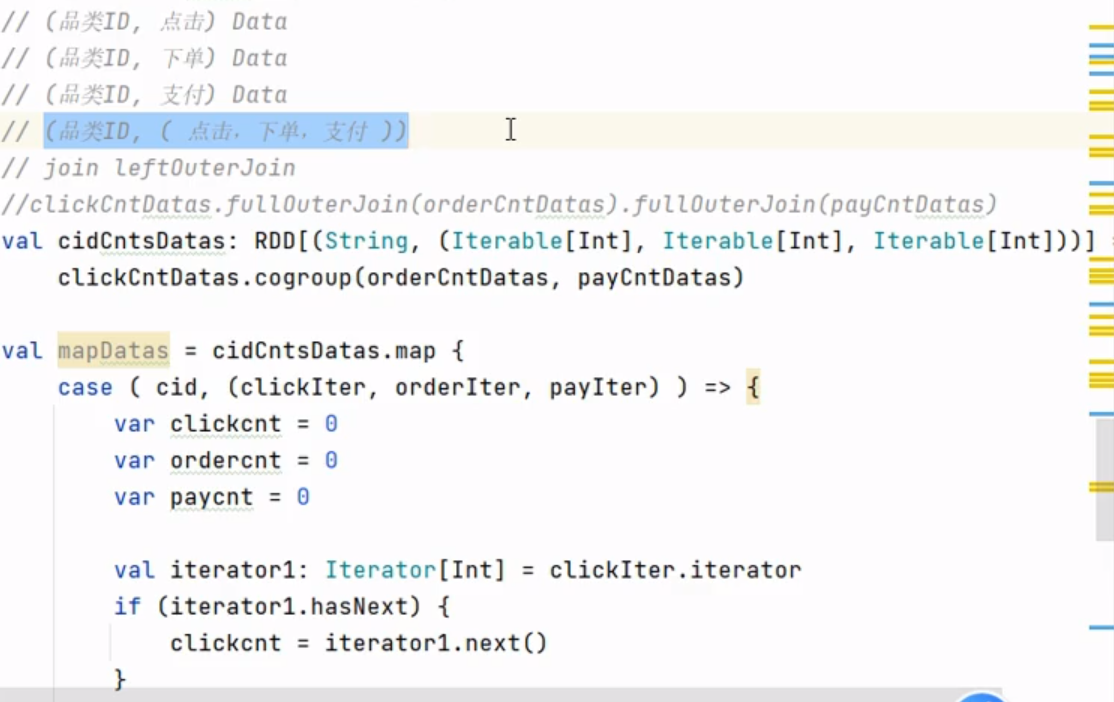 // (品类ID, 点击) Data
// (品类ID, 下单) Data
// (品类ID, 支付) Data
// (品类ID, ( 点击, 下单, 支付 ))
// join leftOuterJoin
//clickCntDatas.fullOuterJoin(orderCntDatas).fullOuterJoin(payCntDatas)
val cidCntsDatas: RDD[(String, (Iterable[Int], Iterable[Int], Iterable[Int]))] =
clickCntDatas.cogroup(orderCntDatas, payCntDatas)
val mapDatas = cidCntsDatas.map {
case ( cid, (clickIter, orderIter, payIter) ) => {
var clickcnt = 0
var ordercnt = 0
var paycnt = 0
val iterator1: Iterator[Int] = clickIter.iterator
if (iterator1.hasNext) {
clickcnt = iterator1.next()
}